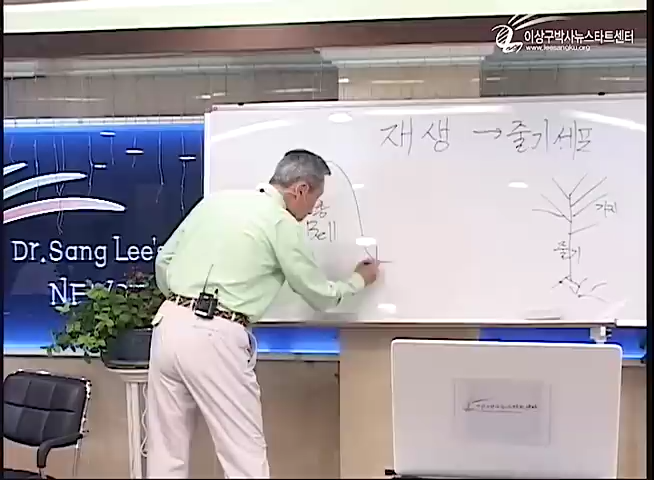 이상구박사뉴스타트센터
www.leesangku.org
재생 → 줄기세포
Bell
가지
줄기
Dr.Sang Lee's